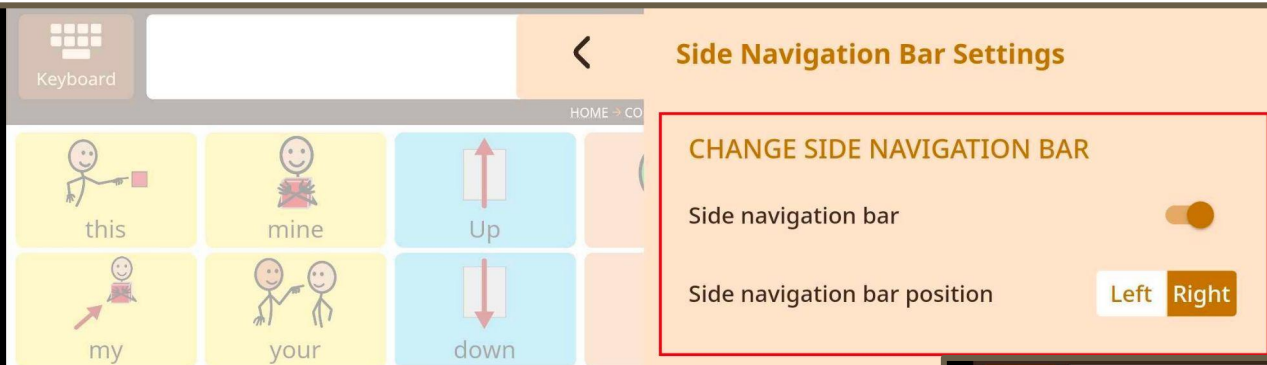 Keyboard
HOME → CO
this mine Up
my your down
Side Navigation Bar Settings
CHANGE SIDE NAVIGATION BAR
Side navigation bar
Side navigation bar position Left Right